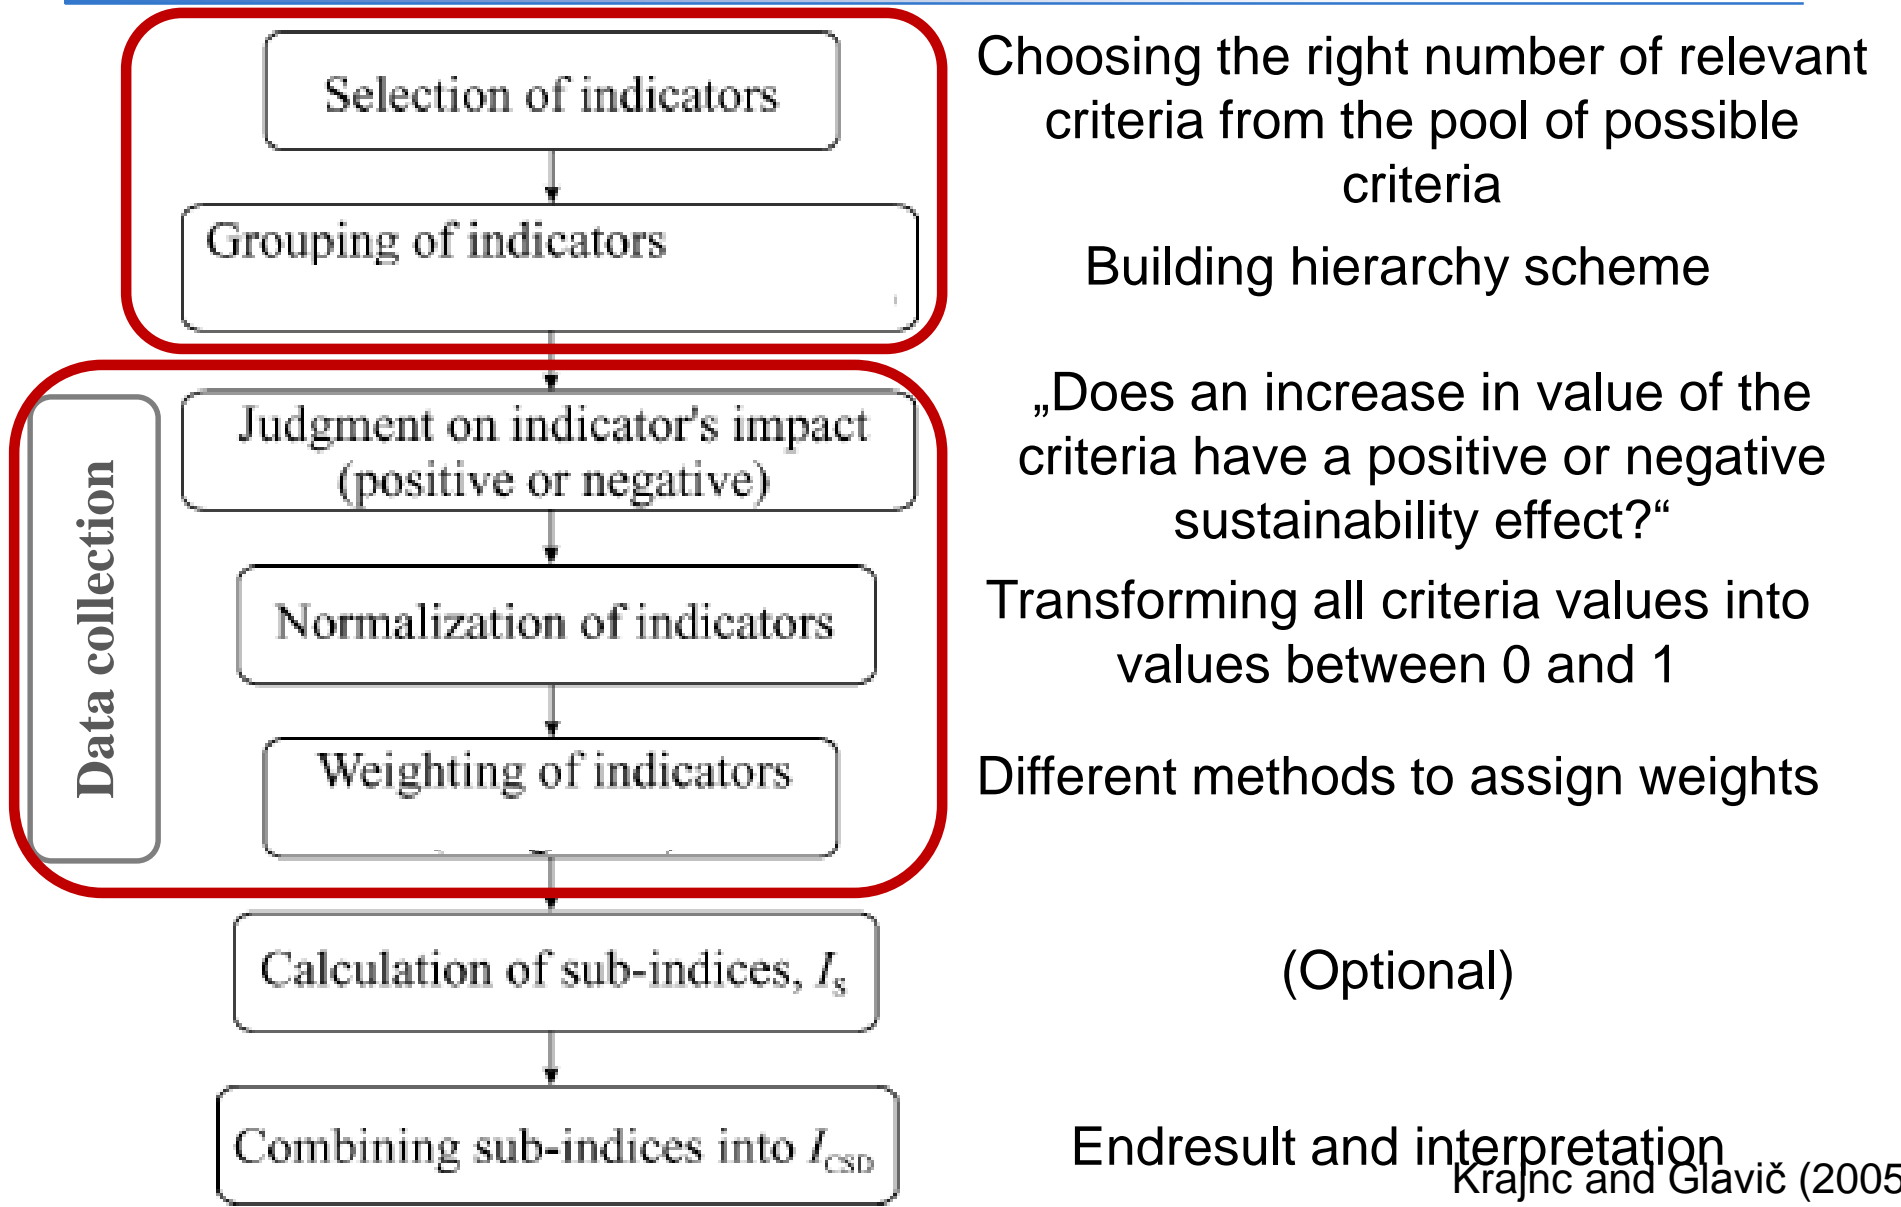 Selection of indicators
Choosing the right number of relevant
criteria from the pool of possible
criteria
Grouping of indicators
Building hierarchy scheme
Data collection
Judgment on indicator's impact
(positive or negative)
„Does an increase in value of the
criteria have a positive or negative
sustainability effect?“
Normalization of indicators
Transforming all criteria values into
values between 0 and 1
Weighting of indicators
Different methods to assign weights
Calculation of sub-indices, Is
(Optional)
Combining sub-indices into ICSD
Endresult and interpretation
Krajnc and Glavič (2005